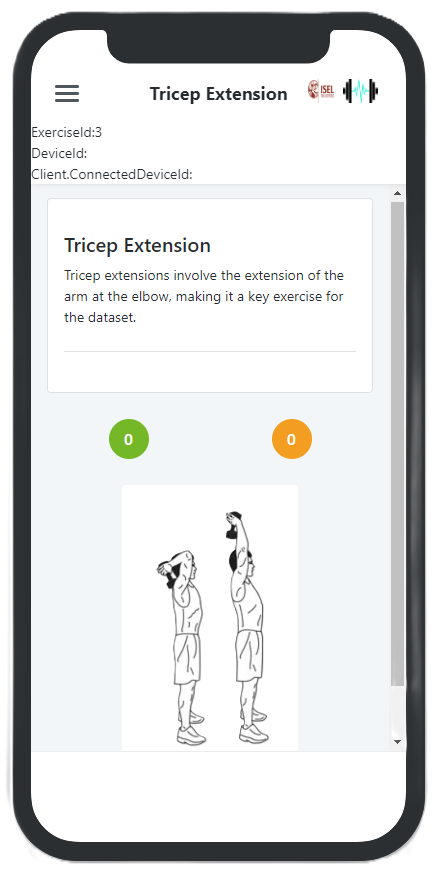 Tricep Extension
ISEL
ExerciseId:3
DeviceId:
Client.ConnectedDeviceId:
Tricep Extension
Tricep extensions involve the extension of the
arm at the elbow, making it a key exercise for
the dataset.
0
0